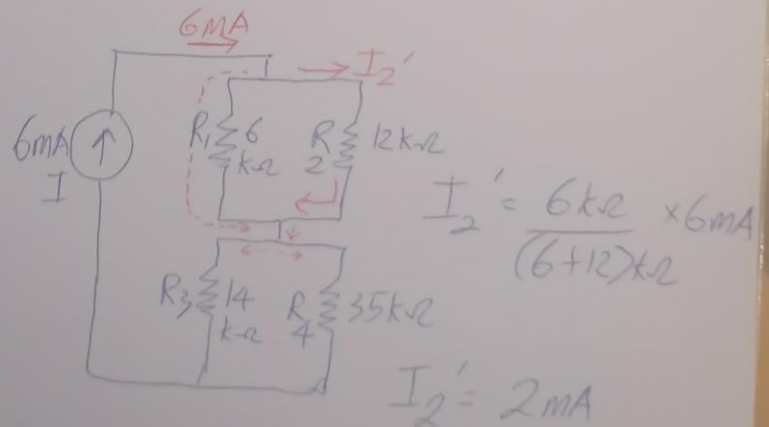 6mA
I₂'
6mA
I
R₁ 6 kΩ
R2 12kΩ
I₂' = 6kΩ / (6+12)kΩ × 6mA
R3 14 kΩ
R4 35kΩ
I₂' = 2mA